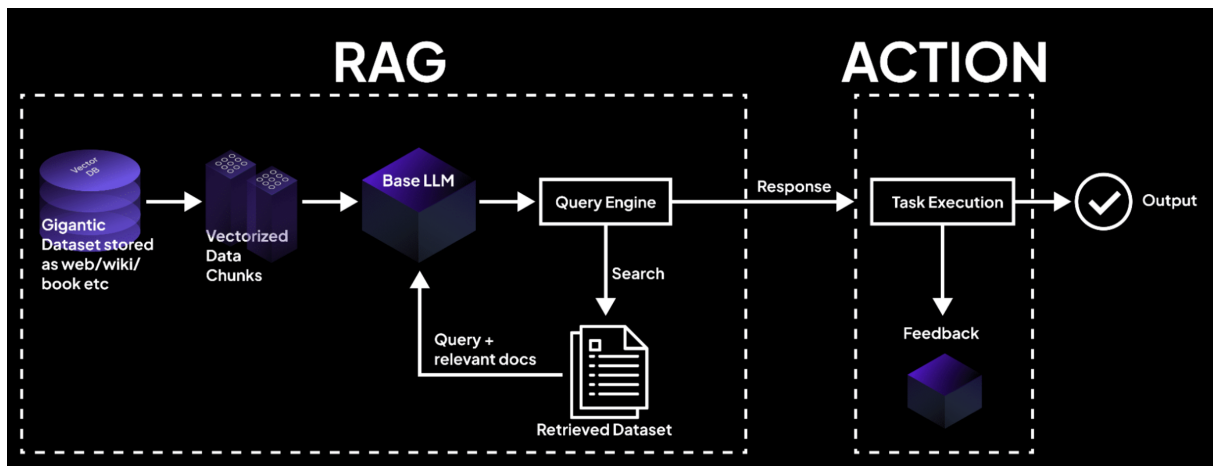 RAG
ACTION
Vector
DB
Gigantic
Dataset stored
as web/wiki/
book etc
Vectorized
Data
Chunks
Base LLM
Query Engine
Search
Query +
relevant docs
Retrieved Dataset
Response
Task Execution
Feedback
Output